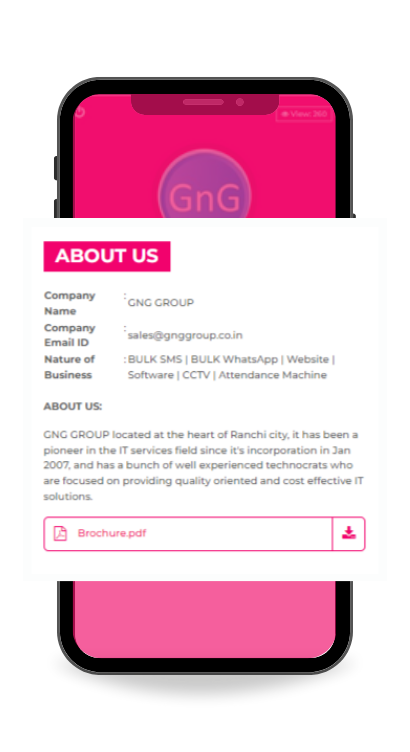 View: 360
GnG
ABOUT US
Company : GNG GROUP
Name
Company : sales@gnggroup.co.in
Email ID
Nature of : BULK SMS | BULK WhatsApp | Website |
Business Software | CCTV | Attendance Machine
ABOUT US:
GNG GROUP located at the heart of Ranchi city, it has been a
pioneer in the IT services field since it's incorporation in Jan
2007, and has a bunch of well experienced technocrats who
are focused on providing quality oriented and cost effective IT
solutions.
Brochure.pdf